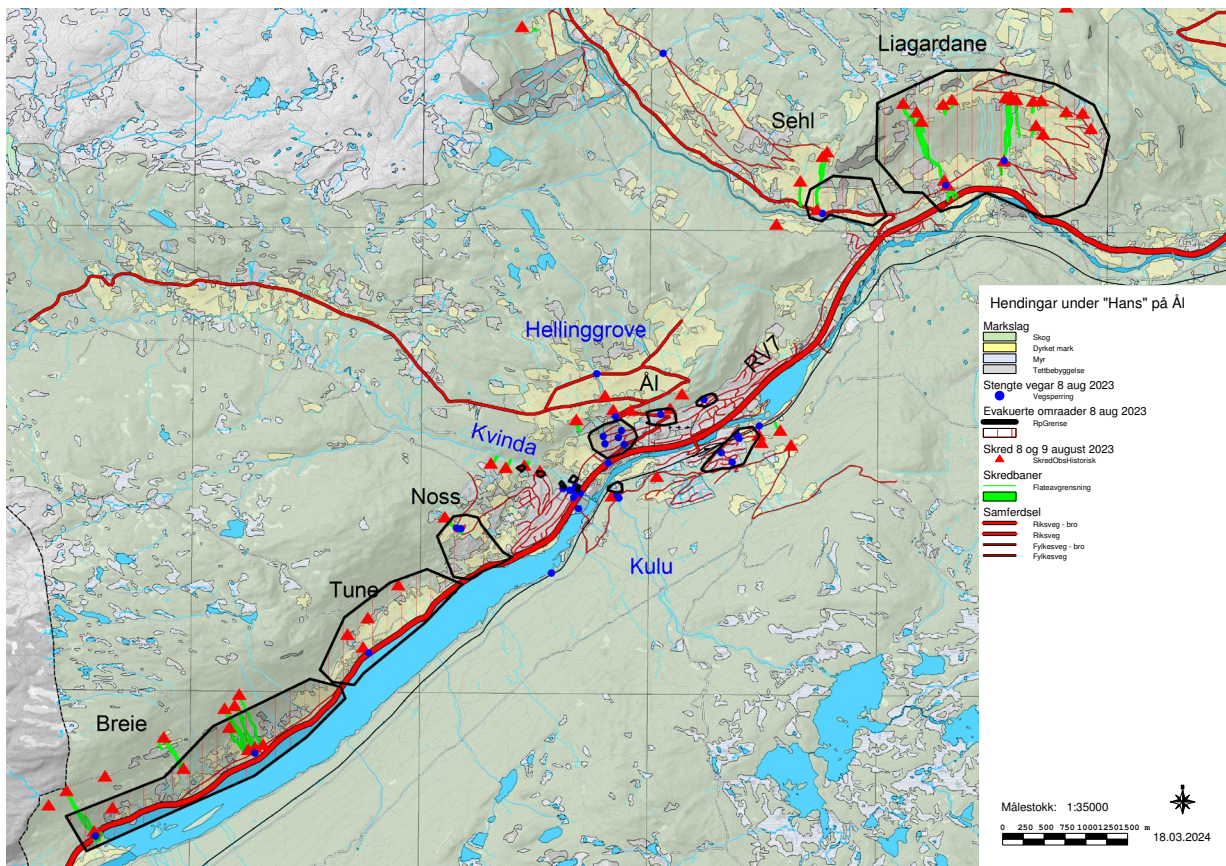 Liagardane
Sehl
Hellinggrove
Ål
RV7
Kvinda
Noss
Kulu
Tune
Breie
Hendingar under "Hans" på Ål
Markslag
Skog
Dyrket mark
Myr
Tettbebyggelse
Stengte vegar 8 aug 2023
Vegsperring
Evakuerte omraader 8 aug 2023
RpGrense
Skred 8 og 9 august 2023
SkredObsHistorisk
Skredbaner
Flateavgrensning
Samferdsel
Riksveg - bro
Riksveg
Fylkesveg - bro
Fylkesveg
Målestokk: 1:35000
0 250 500 750 1000 1250 1500 m
18.03.2024